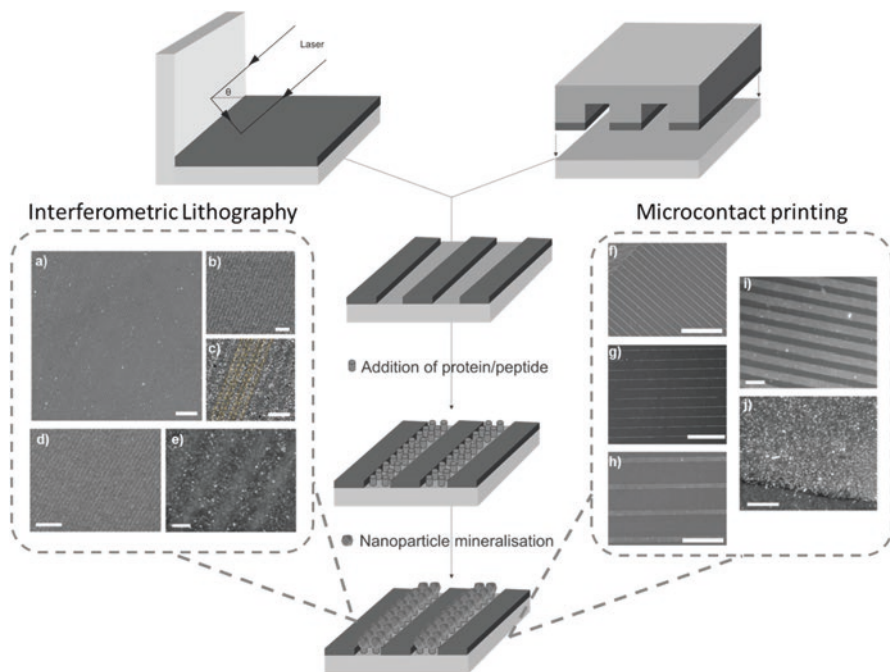 Laser
θ
Interferometric Lithography
Microcontact printing
a)
b)
c)
d)
e)
f)
g)
h)
i)
j)
Addition of protein/peptide
Nanoparticle mineralisation